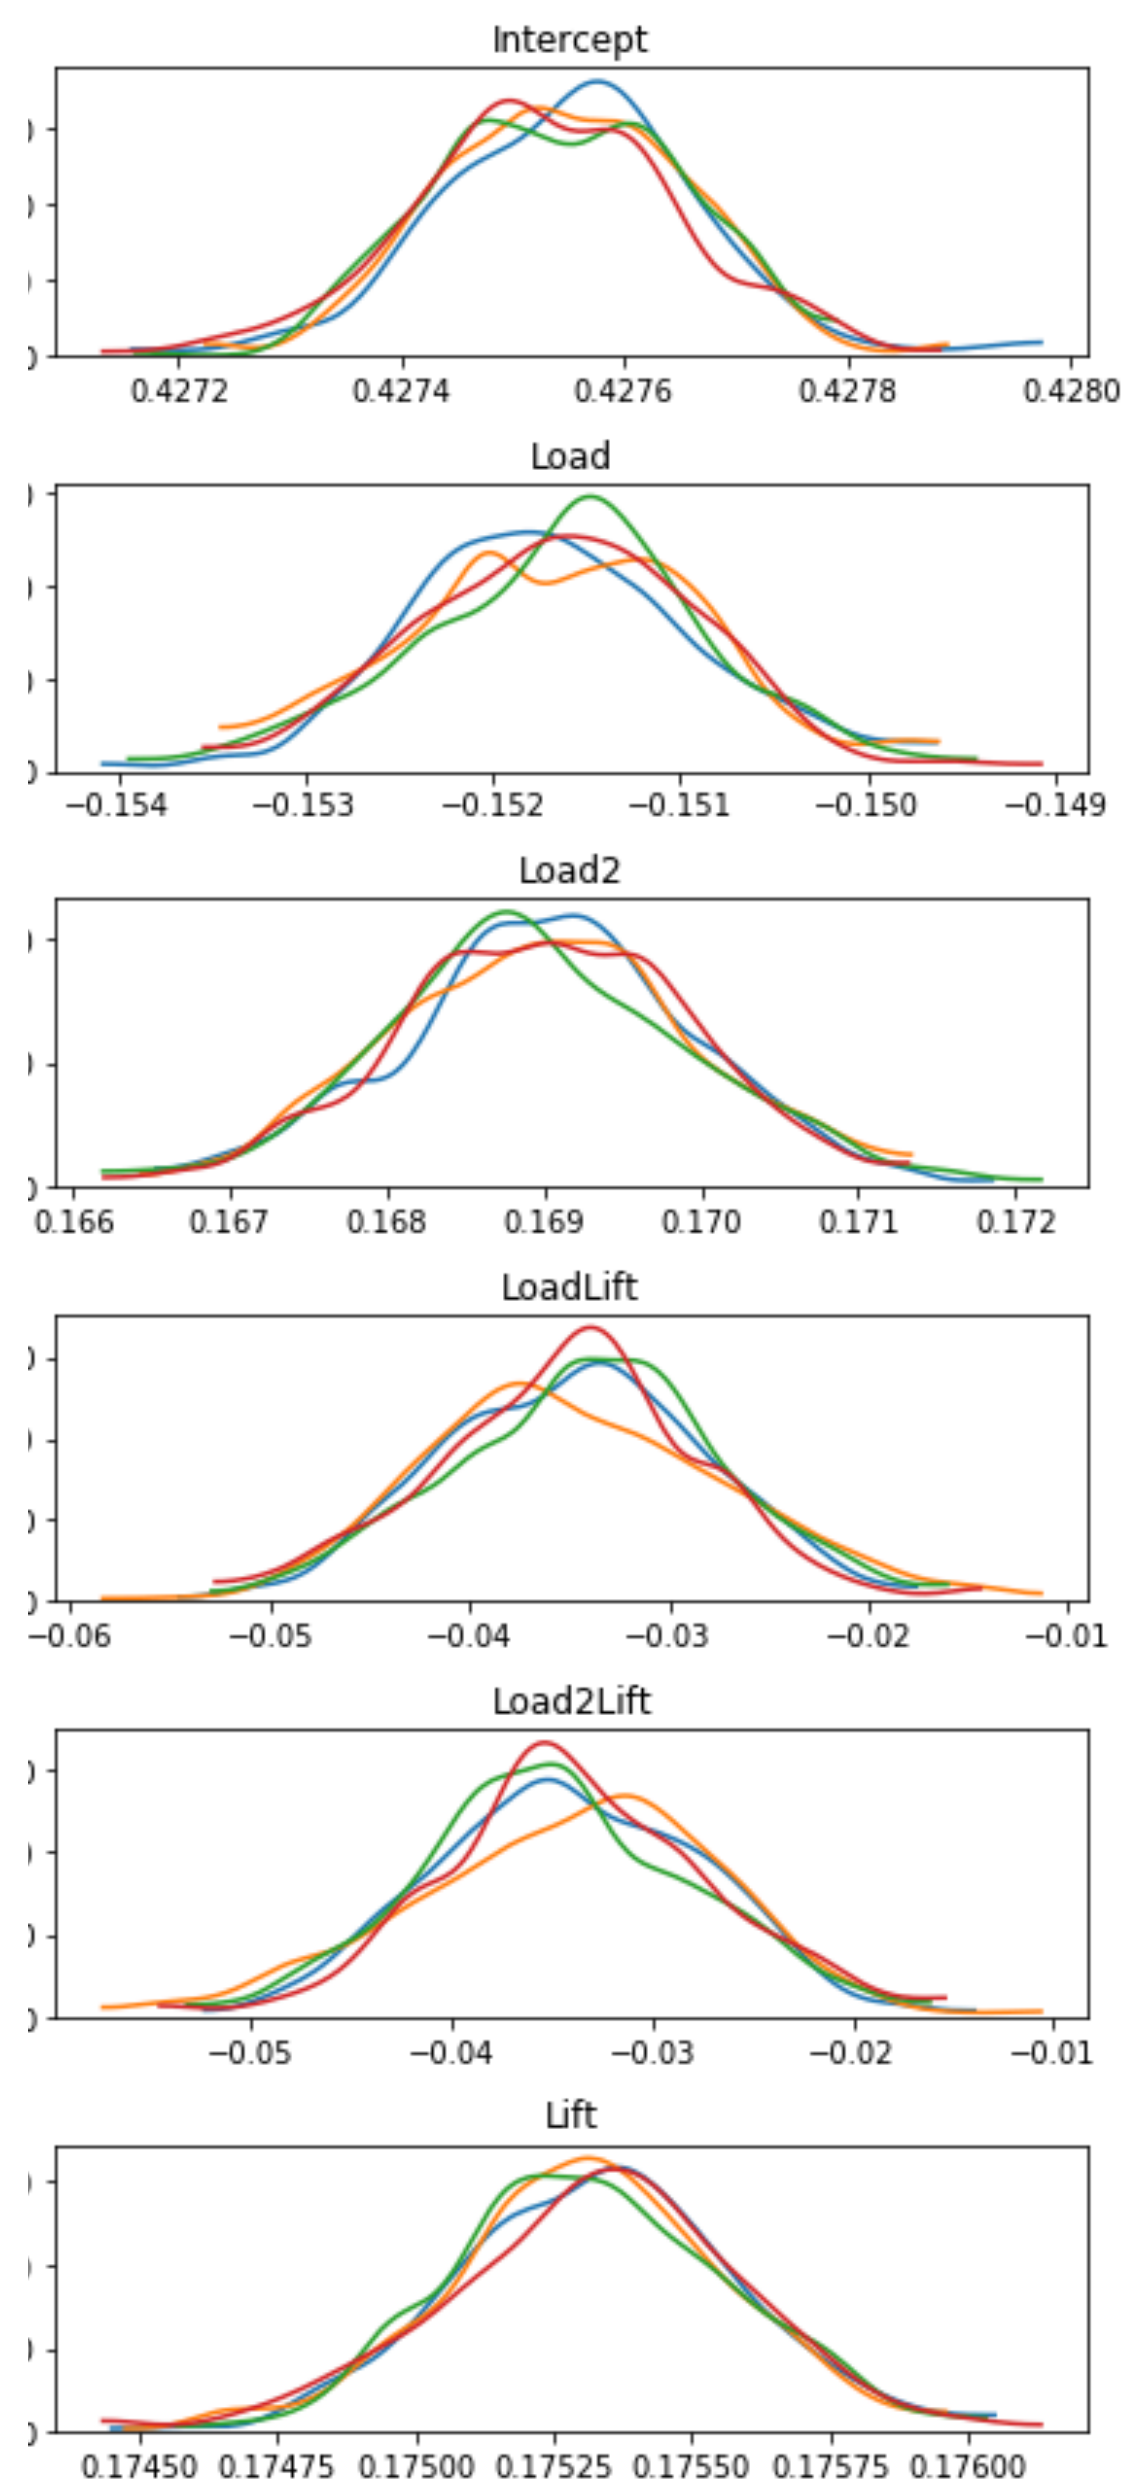 Intercept
0.4272 0.4274 0.4276 0.4278 0.4280
Load
−0.154 −0.153 −0.152 −0.151 −0.150 −0.149
Load2
0.166 0.167 0.168 0.169 0.170 0.171 0.172
LoadLift
−0.06 −0.05 −0.04 −0.03 −0.02 −0.01
Load2Lift
−0.05 −0.04 −0.03 −0.02 −0.01
Lift
0.17450 0.17475 0.17500 0.17525 0.17550 0.17575 0.17600